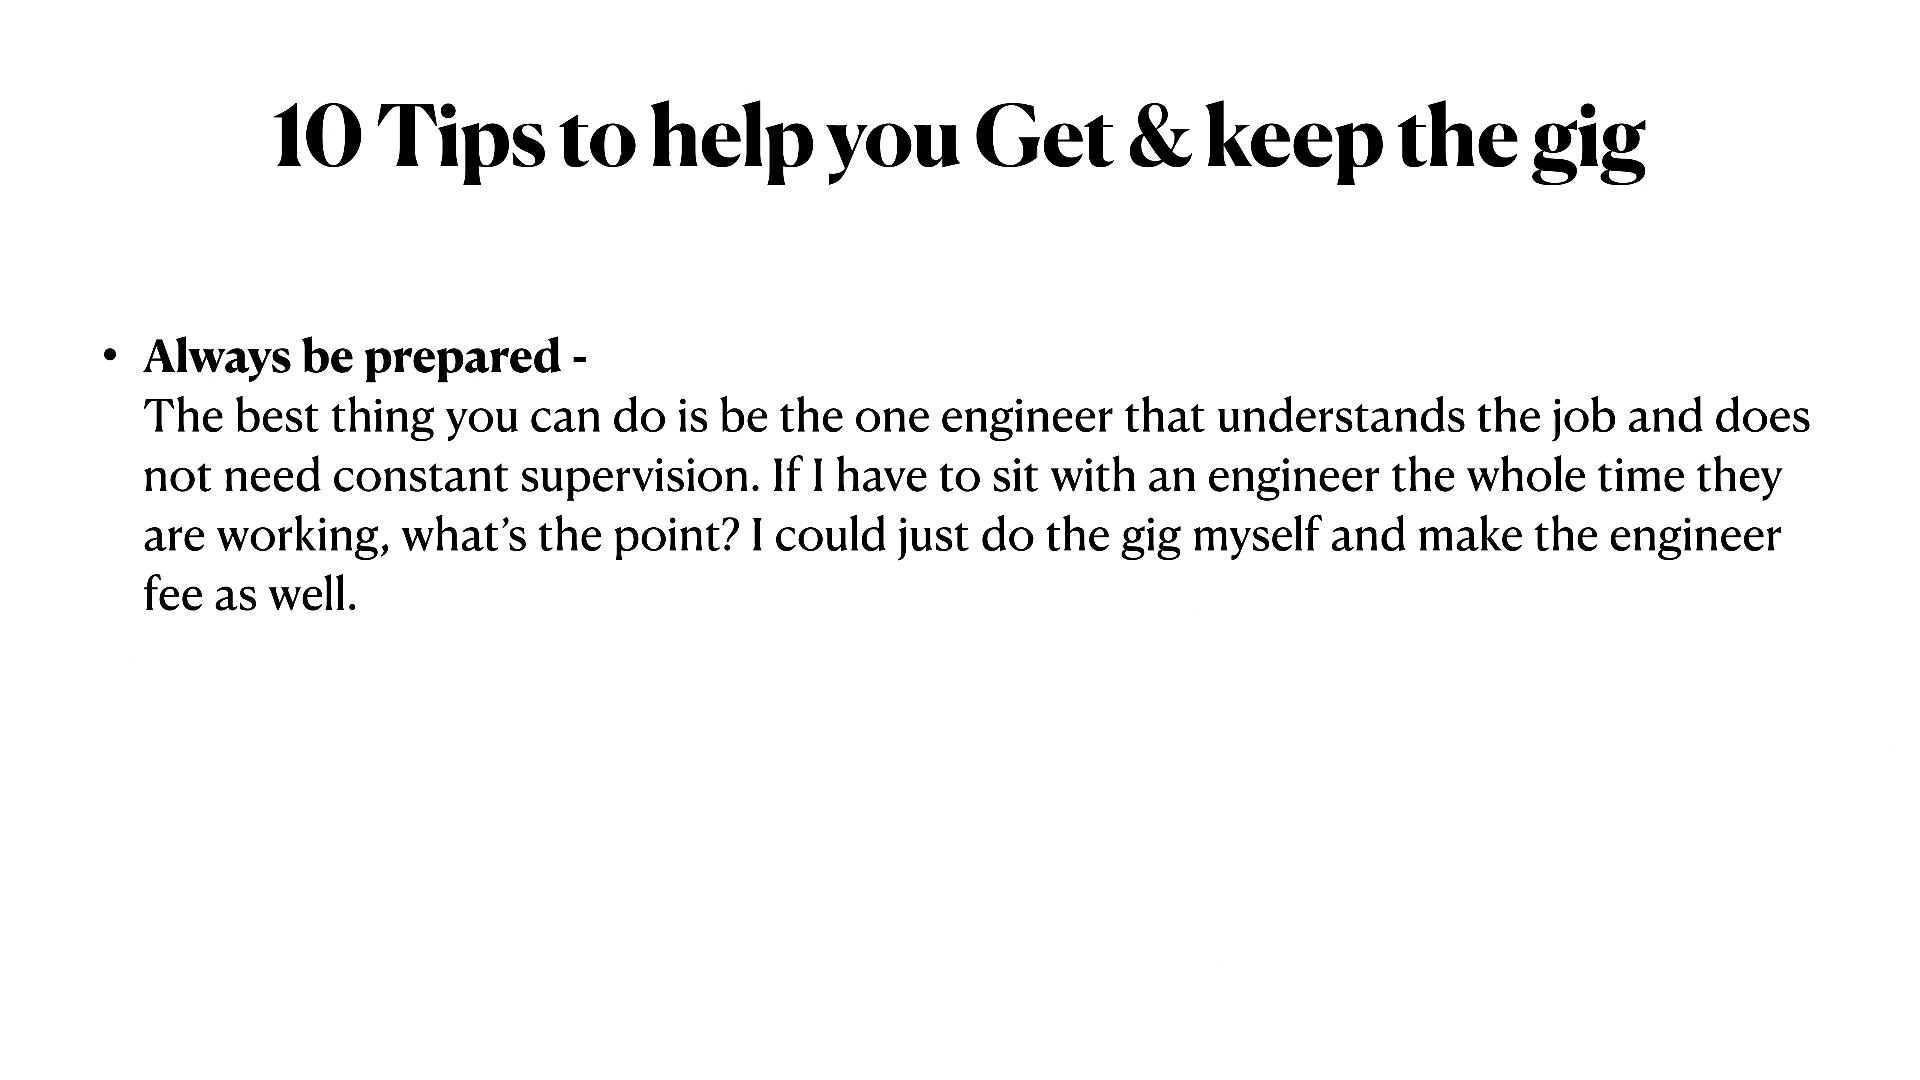 10 Tips to help you Get & keep the gig
• Always be prepared -
The best thing you can do is be the one engineer that understands the job and does
not need constant supervision. If I have to sit with an engineer the whole time they
are working, what’s the point? I could just do the gig myself and make the engineer
fee as well.